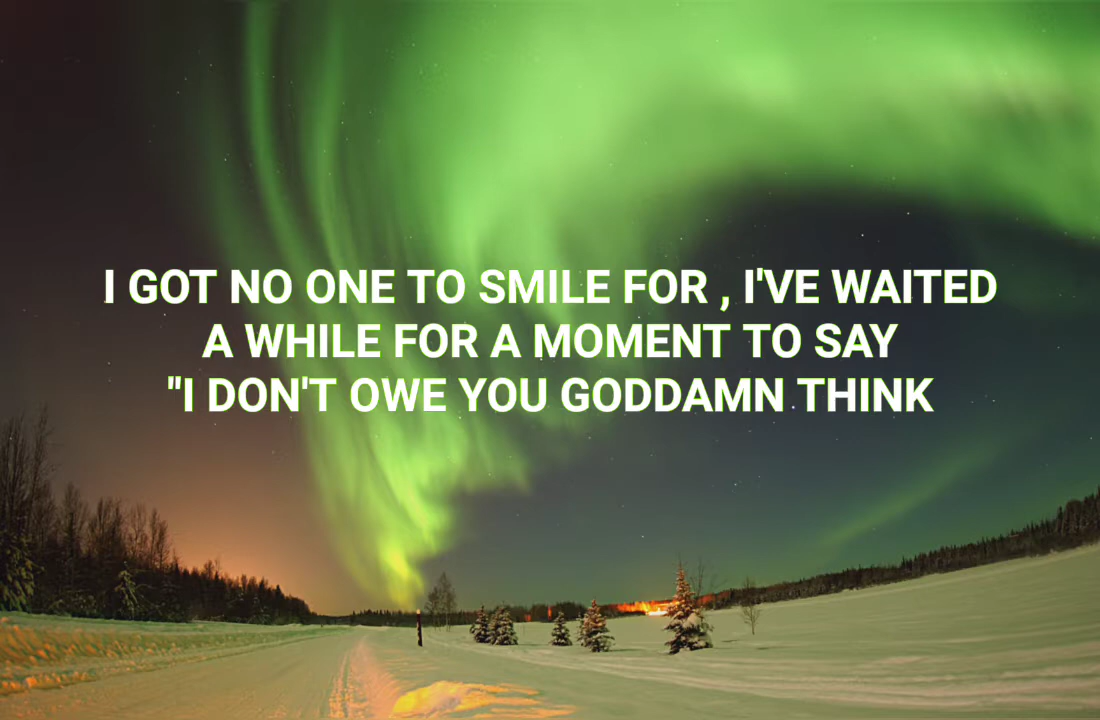 I GOT NO ONE TO SMILE FOR , I'VE WAITED
A WHILE FOR A MOMENT TO SAY
"I DON'T OWE YOU GODDAMN THINK